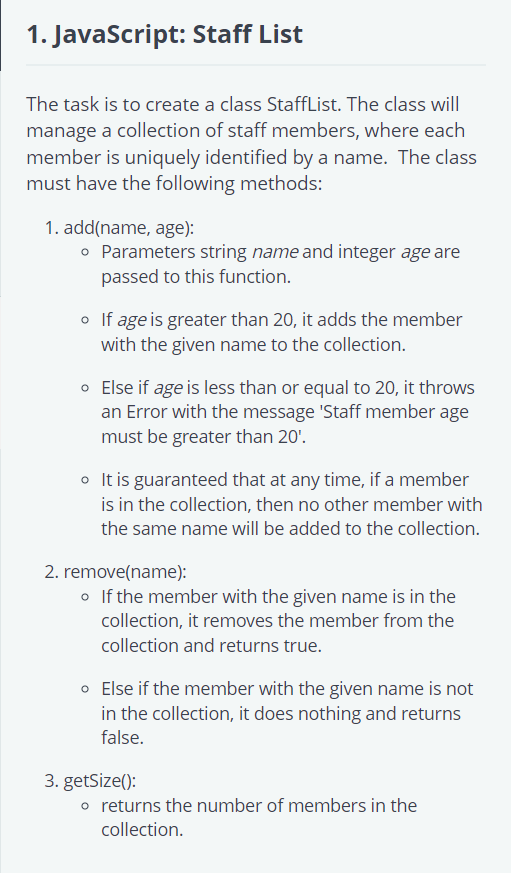 1. JavaScript: Staff List
The task is to create a class StaffList. The class will
manage a collection of staff members, where each
member is uniquely identified by a name.  The class
must have the following methods:
1. add(name, age):
○ Parameters string name and integer age are
passed to this function.
○ If age is greater than 20, it adds the member
with the given name to the collection.
○ Else if age is less than or equal to 20, it throws
an Error with the message 'Staff member age
must be greater than 20'.
○ It is guaranteed that at any time, if a member
is in the collection, then no other member with
the same name will be added to the collection.
2. remove(name):
○ If the member with the given name is in the
collection, it removes the member from the
collection and returns true.
○ Else if the member with the given name is not
in the collection, it does nothing and returns
false.
3. getSize():
○ returns the number of members in the
collection.